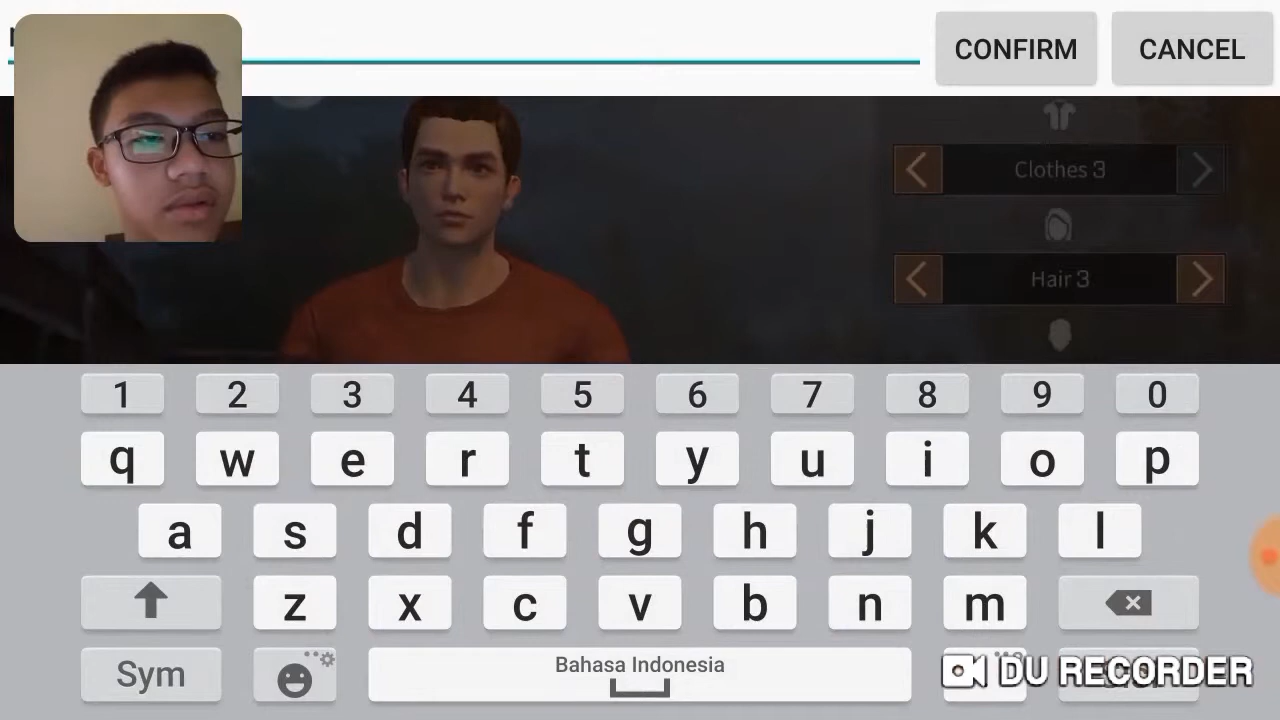 CONFIRM CANCEL
Clothes 3
Hair 3
1 2 3 4 5 6 7 8 9 0
q w e r t y u i o p
a s d f g h j k l
z x c v b n m
Sym Bahasa Indonesia
DU RECORDER